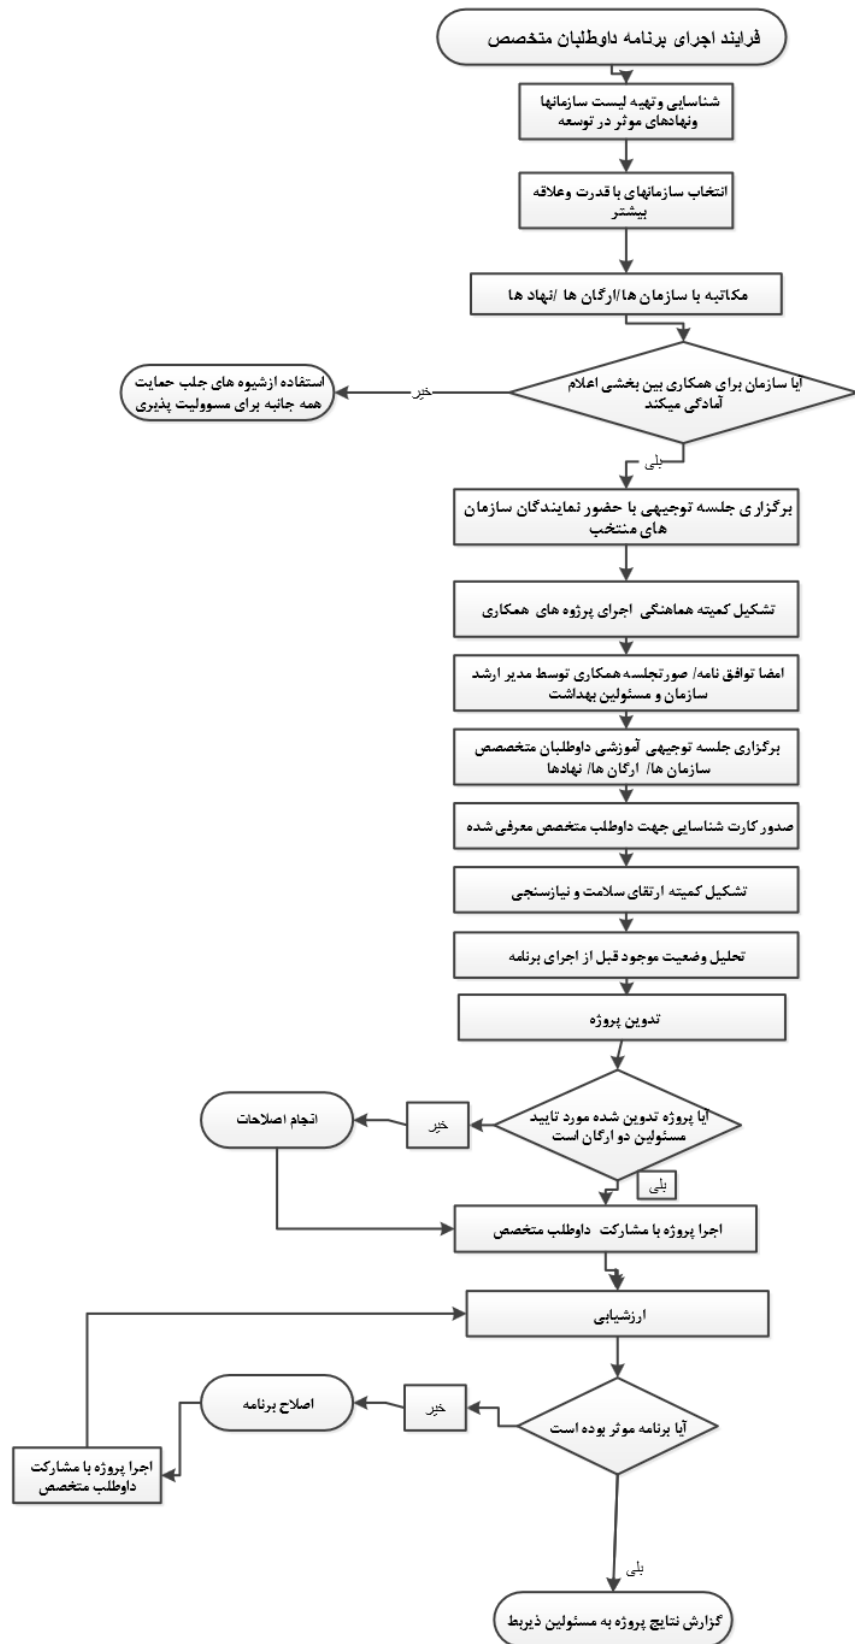 فرایند اجرای برنامه داوطلبان متخصص
شناسایی وتهیه لیست سازمانها
ونهادهای موثر در توسعه
انتخاب سازمانهای با قدرت وعلاقه
بیشتر
مکاتبه با سازمان ها/ارگان ها /نهاد ها
آیا سازمان برای همکاری بین بخشی اعلام
آمادگی میکند
خیر
استفاده ازشیوه های جلب حمایت
همه جانبه برای مسوولیت پذیری
بلی
برگزاری جلسه توجیهی با حضور نمایندگان سازمان
های منتخب
تشکیل کمیته هماهنگی اجرای پرژوه های همکاری
امضا توافق نامه/ صورتجلسه همکاری توسط مدیر ارشد
سازمان و مسئولین بهداشت
برگزاری جلسه توجیهی آموزشی داوطلبان متخصصص
سازمان ها/ ارگان ها/ نهادها
صدور کارت شناسایی جهت داوطلب متخصص معرفی شده
تشکیل کمیته ارتقای سلامت و نیازسنجی
تحلیل وضعیت موجود قبل از اجرای برنامه
تدوین پروژه
آیا پروژه تدوین شده مورد تایید
مسئولین دو ارگان است
خیر
انجام اصلاحات
بلی
اجرا پروژه با مشارکت داوطلب متخصص
ارزشیابی
آیا برنامه موثر بوده است
خیر
اصلاح برنامه
اجرا پروژه با مشارکت
داوطلب متخصص
بلی
گزارش نتایج پروژه به مسئولین ذیربط